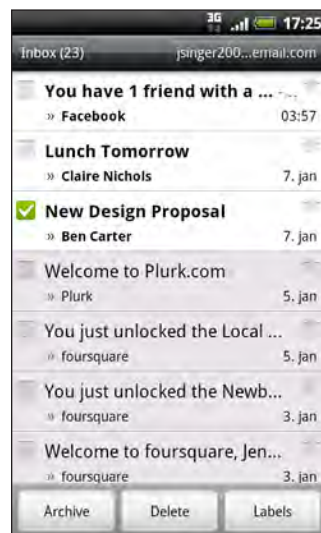 3G 17:25
Inbox (23) jsinger200...email.com
You have 1 friend with a ... -...
» Facebook 03:57
Lunch Tomorrow
» Claire Nichols 7. jan
New Design Proposal
» Ben Carter 7. jan
Welcome to Plurk.com
» Plurk 5. jan
You just unlocked the Local ...
» foursquare 5. jan
You just unlocked the Newb...
» foursquare 3. jan
Welcome to foursquare, Jen...
» foursquare 3. jan
Archive Delete Labels